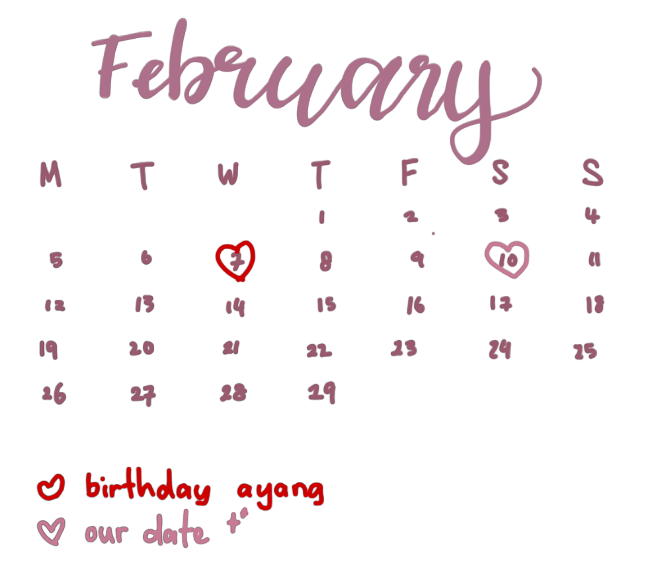 February
M T W T F S S
1 2 3 4
5 6 7 8 9 10 11
12 13 14 15 16 17 18
19 20 21 22 23 24 25
26 27 28 29
birthday ayang
our date